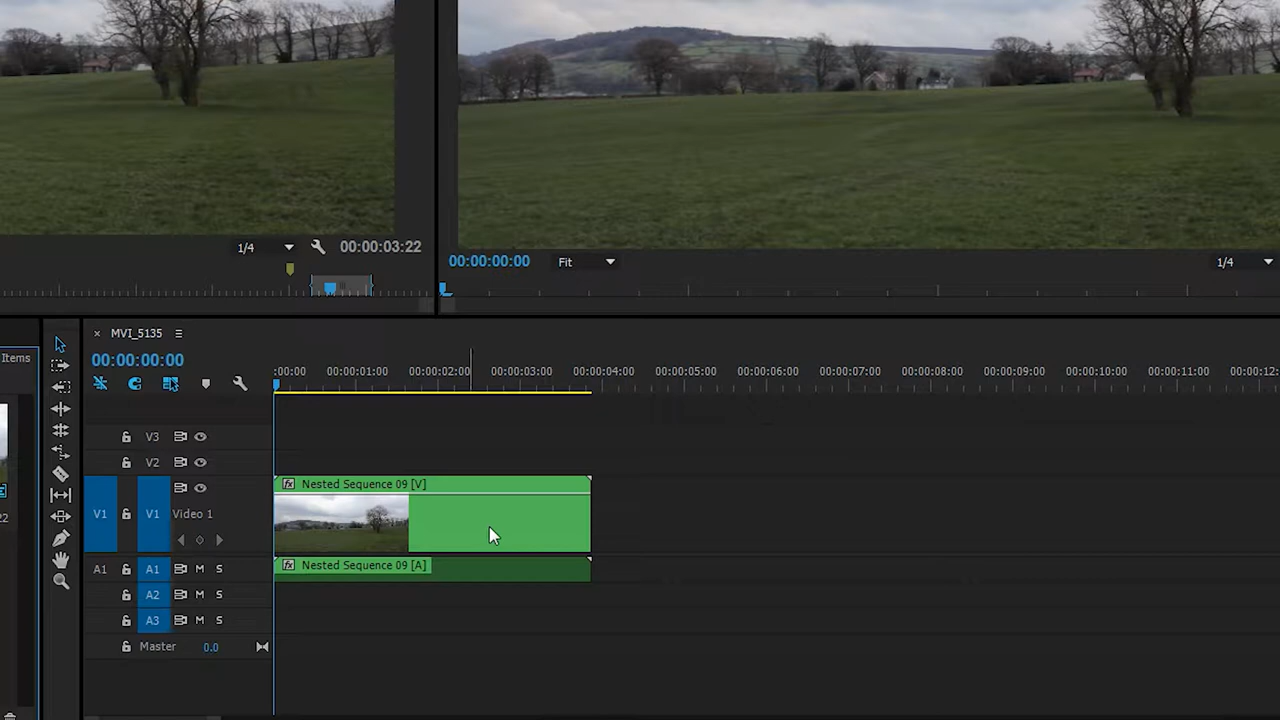 1/4
00:00:03:22
00:00:00:00
Fit
1/4
Items
× MVI_5135
00:00:00:00
:00:00
00:00:01:00
00:00:02:00
00:00:03:00
00:00:04:00
00:00:05:00
00:00:06:00
00:00:07:00
00:00:08:00
00:00:09:00
00:00:10:00
00:00:11:00
00:00:12:
V3
V2
fx Nested Sequence 09 [V]
V1 V1 Video 1
22
fx Nested Sequence 09 [A]
A1 A1 M S
A2 M S
A3 M S
Master 0.0